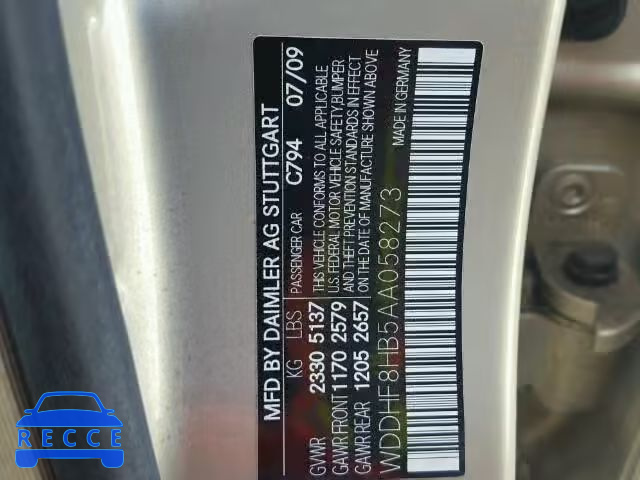 MFD BY DAIMLER AG STUTTGART
KG LBS PASSENGER CAR C794 07/09
GVWR 2330 5137 THIS VEHICLE CONFORMS TO ALL APPLICABLE
GAWR FRONT 1170 2579 U.S. FEDERAL MOTOR VEHICLE SAFETY, BUMPER,
GAWR REAR 1205 2657 AND THEFT PREVENTION STANDARDS IN EFFECT
ON THE DATE OF MANUFACTURE SHOWN ABOVE
WDDHF8HB5AA058273 MADE IN GERMANY
RECCE